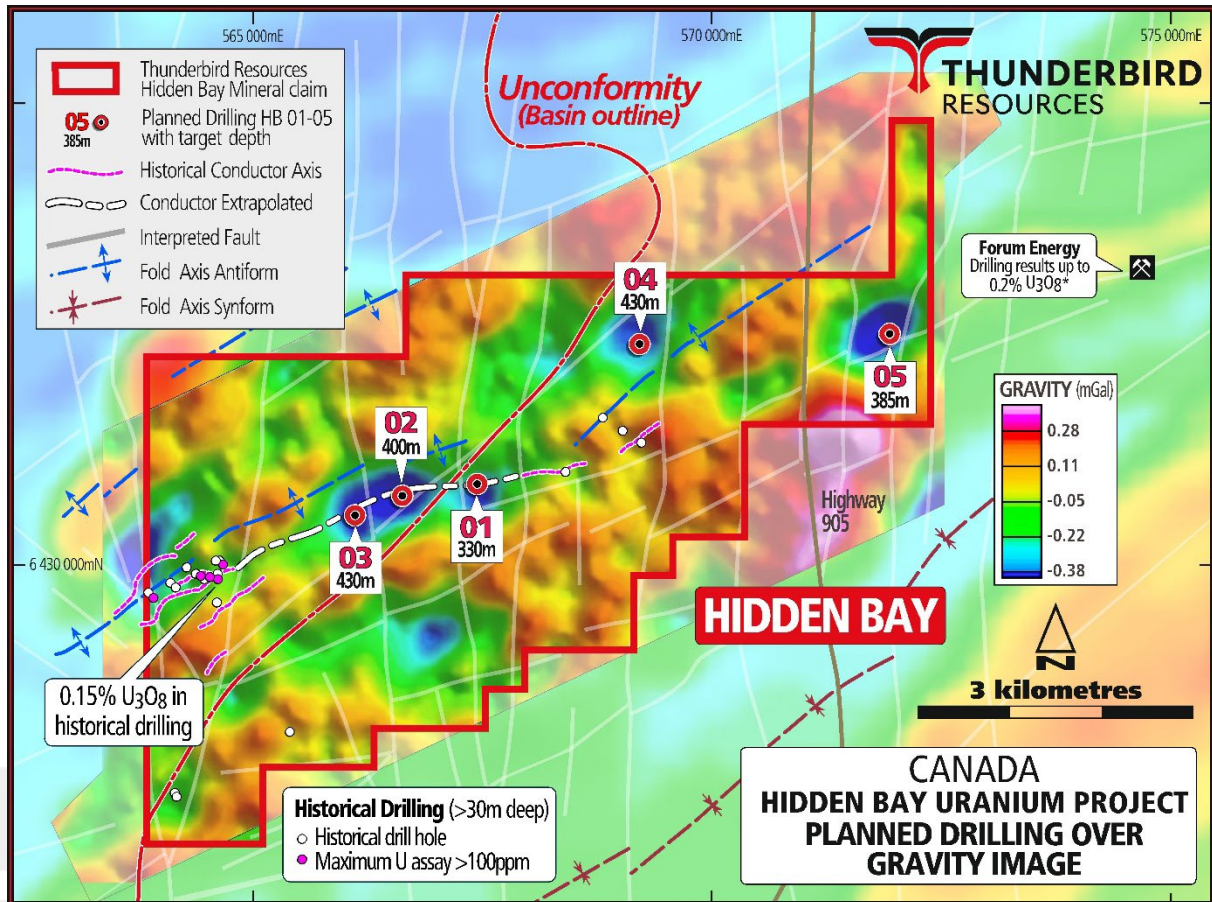 565 000mE
570 000mE
575 000mE
THUNDERBIRD
RESOURCES
Thunderbird Resources
Hidden Bay Mineral claim
05
385m
Planned Drilling HB 01-05
with target depth
Historical Conductor Axis
Conductor Extrapolated
Interpreted Fault
Fold Axis Antiform
Fold Axis Synform
Unconformity
(Basin outline)
Forum Energy
Drilling results up to
0.2% U3O8*
04
430m
05
385m
02
400m
01
330m
03
430m
GRAVITY (mGal)
0.28
0.11
-0.05
-0.22
-0.38
Highway
905
6 430 000mN
HIDDEN BAY
0.15% U3O8 in
historical drilling
N
3 kilometres
Historical Drilling (>30m deep)
Historical drill hole
Maximum U assay >100ppm
CANADA
HIDDEN BAY URANIUM PROJECT
PLANNED DRILLING OVER
GRAVITY IMAGE